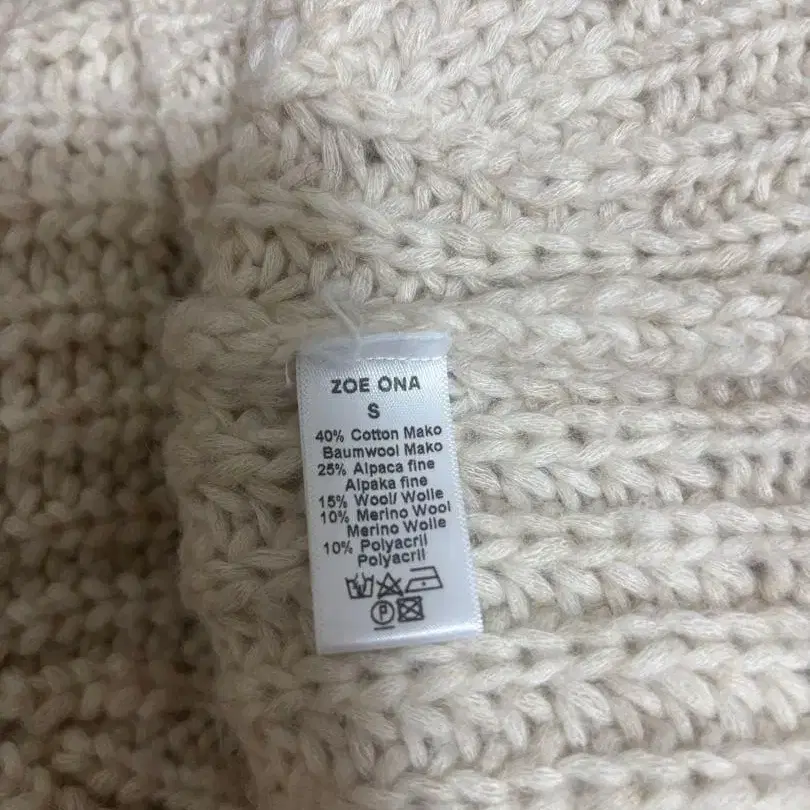 ZOE ONA
S
40% Cotton Mako
Baumwool Mako
25% Alpaca fine
Alpaka fine
15% Wool/ Wolle
10% Merino Wool
Merino Wolle
10% Polyacril
Polyacril
P